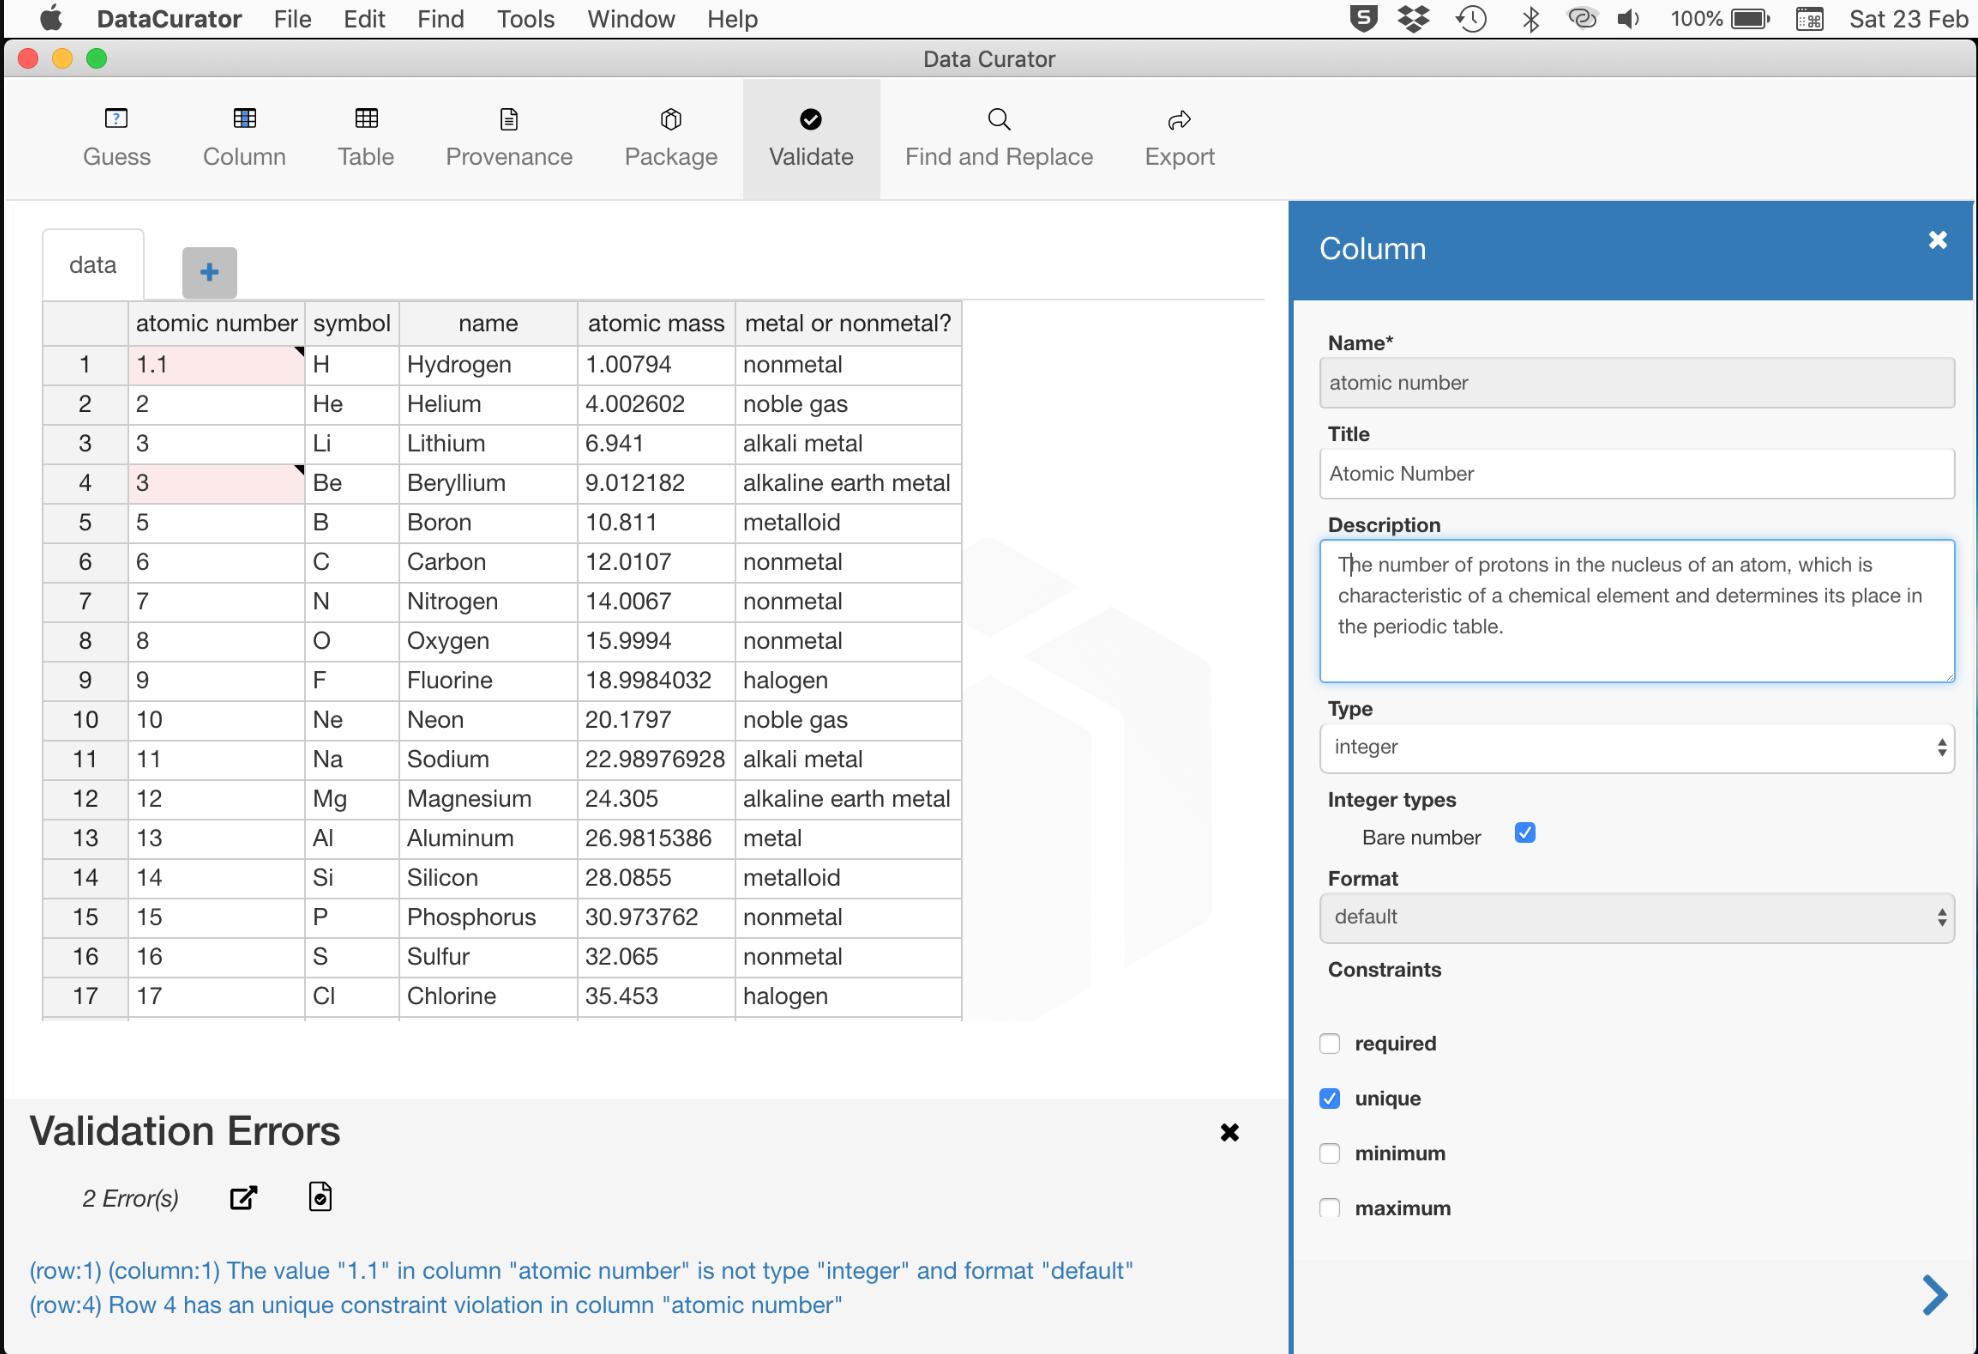 DataCurator File Edit Find Tools Window Help 100% Sat 23 Feb
Data Curator
Guess Column Table Provenance Package Validate Find and Replace Export
data
atomic number symbol name atomic mass metal or nonmetal?
1 1.1 H Hydrogen 1.00794 nonmetal
2 2 He Helium 4.002602 noble gas
3 3 Li Lithium 6.941 alkali metal
4 3 Be Beryllium 9.012182 alkaline earth metal
5 5 B Boron 10.811 metalloid
6 6 C Carbon 12.0107 nonmetal
7 7 N Nitrogen 14.0067 nonmetal
8 8 O Oxygen 15.9994 nonmetal
9 9 F Fluorine 18.9984032 halogen
10 10 Ne Neon 20.1797 noble gas
11 11 Na Sodium 22.98976928 alkali metal
12 12 Mg Magnesium 24.305 alkaline earth metal
13 13 Al Aluminum 26.9815386 metal
14 14 Si Silicon 28.0855 metalloid
15 15 P Phosphorus 30.973762 nonmetal
16 16 S Sulfur 32.065 nonmetal
17 17 Cl Chlorine 35.453 halogen
Validation Errors
2 Error(s)
(row:1) (column:1) The value "1.1" in column "atomic number" is not type "integer" and format "default"
(row:4) Row 4 has an unique constraint violation in column "atomic number"
Column
Name*
atomic number
Title
Atomic Number
Description
The number of protons in the nucleus of an atom, which is
characteristic of a chemical element and determines its place in
the periodic table.
Type
integer
Integer types
Bare number
Format
default
Constraints
required
unique
minimum
maximum